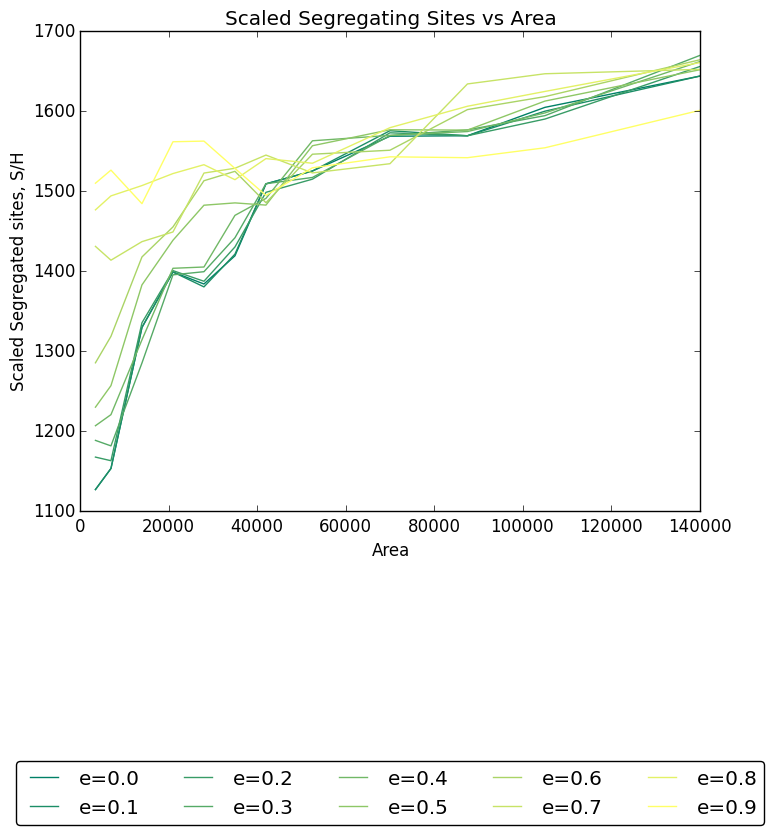 Scaled Segregating Sites vs Area
1700
1600
1500
1400
1300
1200
1100
Scaled Segregated sites, S/H
0 20000 40000 60000 80000 100000 120000 140000
Area
e=0.0 e=0.2 e=0.4 e=0.6 e=0.8
e=0.1 e=0.3 e=0.5 e=0.7 e=0.9